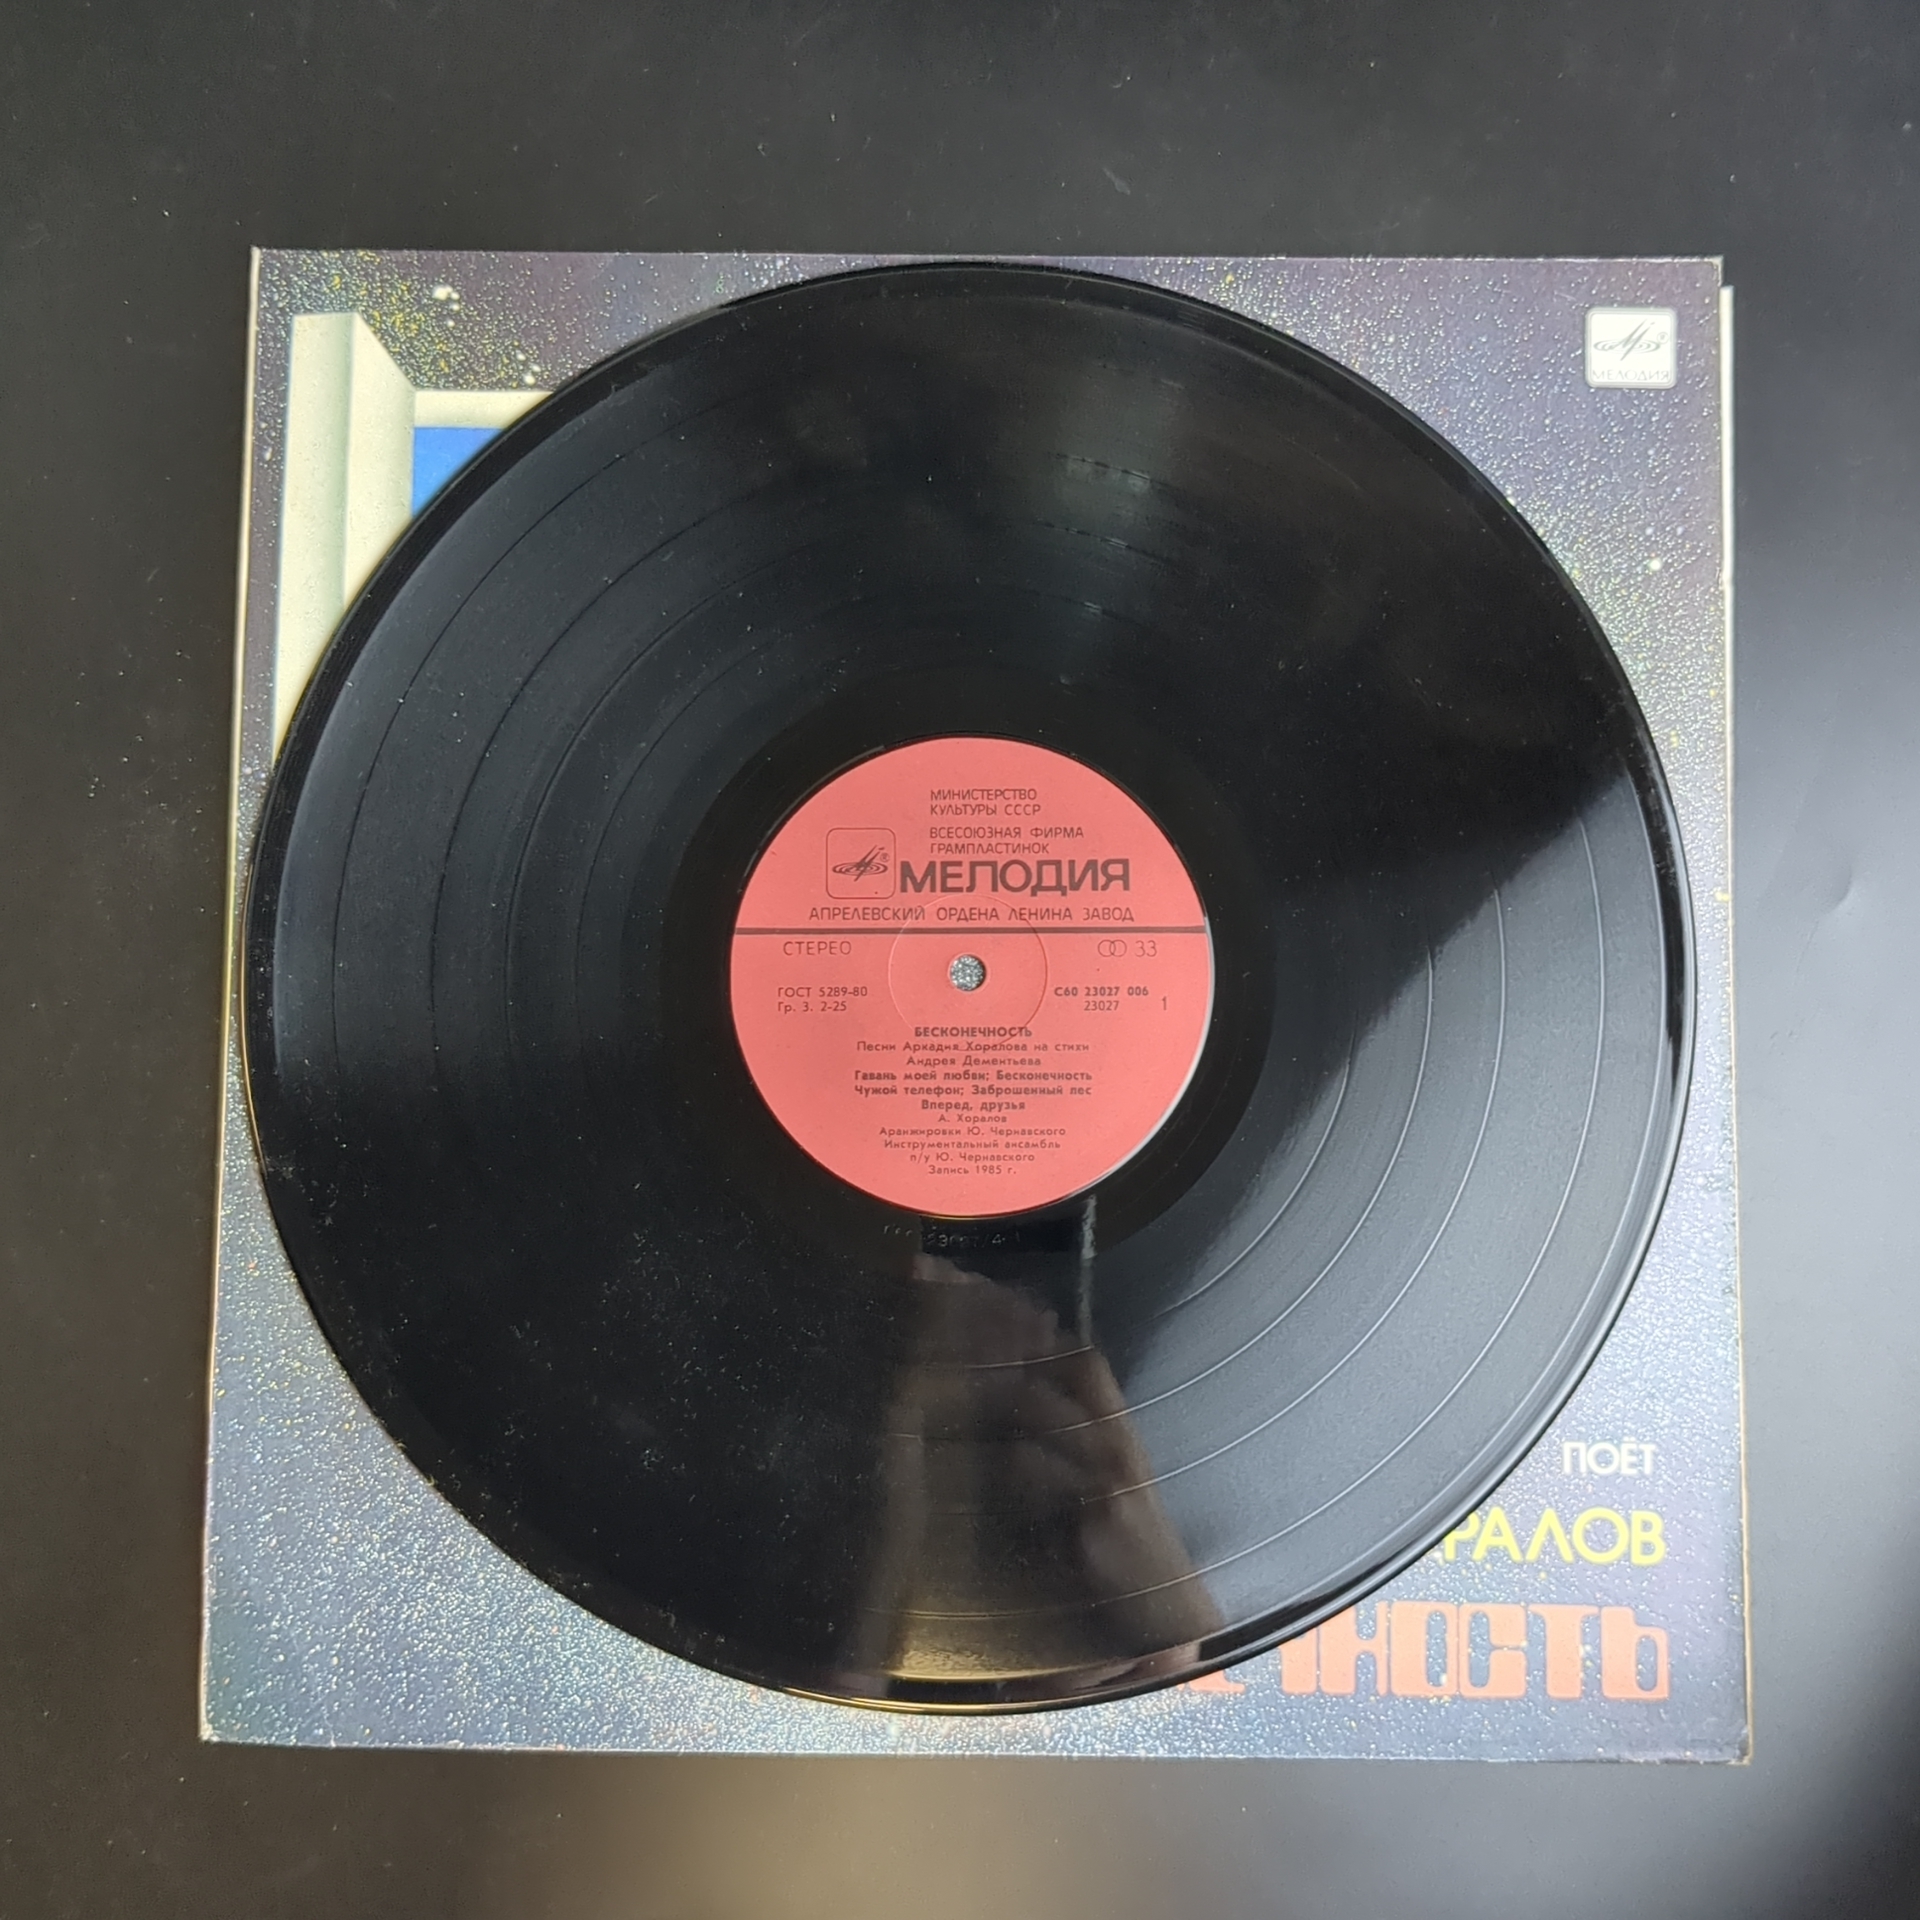 МЕЛОДИЯ
МИНИСТЕРСТВО
КУЛЬТУРЫ СССР
ВСЕСОЮЗНАЯ ФИРМА
ГРАМПЛАСТИНОК
МЕЛОДИЯ
АПРЕЛЕВСКИЙ ОРДЕНА ЛЕНИНА ЗАВОД
СТЕРЕО 33
ГОСТ 5289-80 С60 23027 006
Гр. 3. 2-25 23027 1
БЕСКОНЕЧНОСТЬ
Песни Аркадия Хоралова на стихи
Андрея Дементьева
Гавань моей любви; Бесконечность
Чужой телефон; Заброшенный пес
Вперед, друзья
А. Хоралов
Аранжировки Ю. Чернавского
Инструментальный ансамбль
п/у Ю. Чернавского
Запись 1985 г.
ПОЁТ
РАЛОВ
НОСТЬ